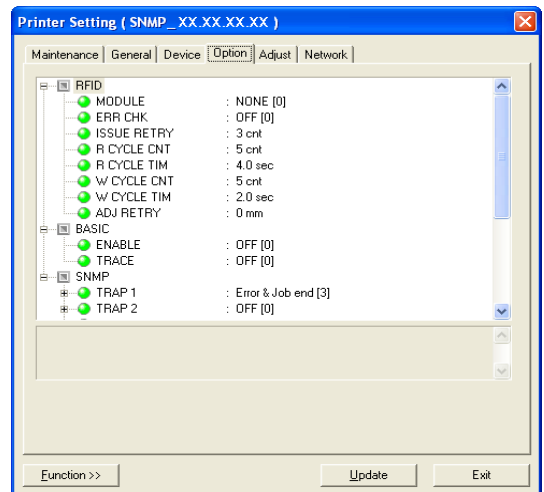 Printer Setting ( SNMP_ XX.XX.XX.XX )
Maintenance General Device Option Adjust Network
RFID
MODULE : NONE [0]
ERR CHK : OFF [0]
ISSUE RETRY : 3 cnt
R CYCLE CNT : 5 cnt
R CYCLE TIM : 4.0 sec
W CYCLE CNT : 5 cnt
W CYCLE TIM : 2.0 sec
ADJ RETRY : 0 mm
BASIC
ENABLE : OFF [0]
TRACE : OFF [0]
SNMP
TRAP 1 : Error & Job end [3]
TRAP 2 : OFF [0]
Function >> Update Exit